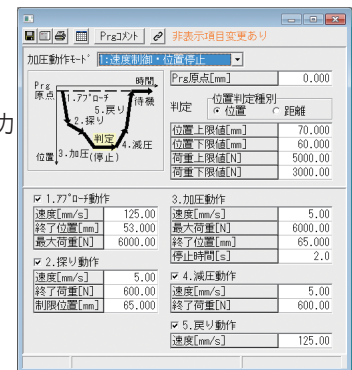 力
Prgコメント
非表示項目変更あり
加圧動作モード
1:速度制御・位置停止
Prg原点
時間
1.アプローチ
5.戻り
待機
2.探り
判定
4.減圧
位置
3.加圧(停止)
Prg原点[mm] 0.000
判定
位置判定種別
位置 距離
位置上限値[mm] 70.000
位置下限値[mm] 60.000
荷重上限値[N] 5000.00
荷重下限値[N] 3000.00
1.アプローチ動作
速度[mm/s] 125.00
終了位置[mm] 53.000
最大荷重[N] 6000.00
2.探り動作
速度[mm/s] 5.00
終了荷重[N] 600.00
制限位置[mm] 65.000
3.加圧動作
速度[mm/s] 5.00
最大荷重[N] 6000.00
終了位置[mm] 65.000
停止時間[s] 2.0
4.減圧動作
速度[mm/s] 5.00
終了荷重[N] 600.00
5.戻り動作
速度[mm/s] 125.00